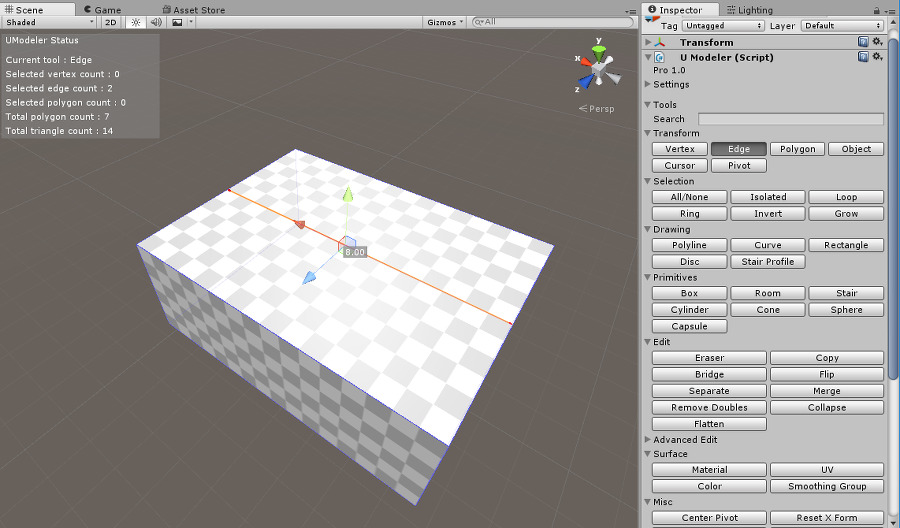 Scene Game Asset Store
Shaded 2D Gizmos All
UModeler Status
Current tool : Edge
Selected vertex count : 0
Selected edge count : 2
Selected polygon count : 0
Total polygon count : 7
Total triangle count : 14
y
x
z
Persp
8.00
Inspector Lighting
Tag Untagged Layer Default
Transform
U Modeler (Script)
Pro 1.0
Settings
Tools
Search
Transform
Vertex Edge Polygon Object
Cursor Pivot
Selection
All/None Isolated Loop
Ring Invert Grow
Drawing
Polyline Curve Rectangle
Disc Stair Profile
Primitives
Box Room Stair
Cylinder Cone Sphere
Capsule
Edit
Eraser Copy
Bridge Flip
Separate Merge
Remove Doubles Collapse
Flatten
Advanced Edit
Surface
Material UV
Color Smoothing Group
Misc
Center Pivot Reset X Form